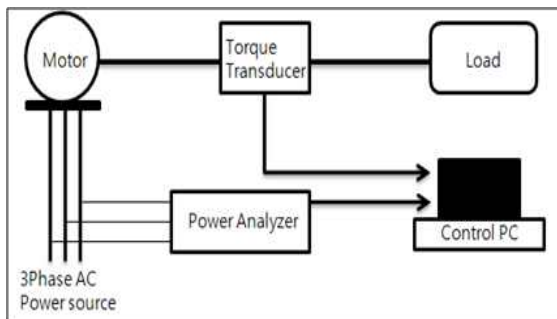 Motor
Torque
Transducer
Load
Power Analyzer
Control PC
3Phase AC
Power source